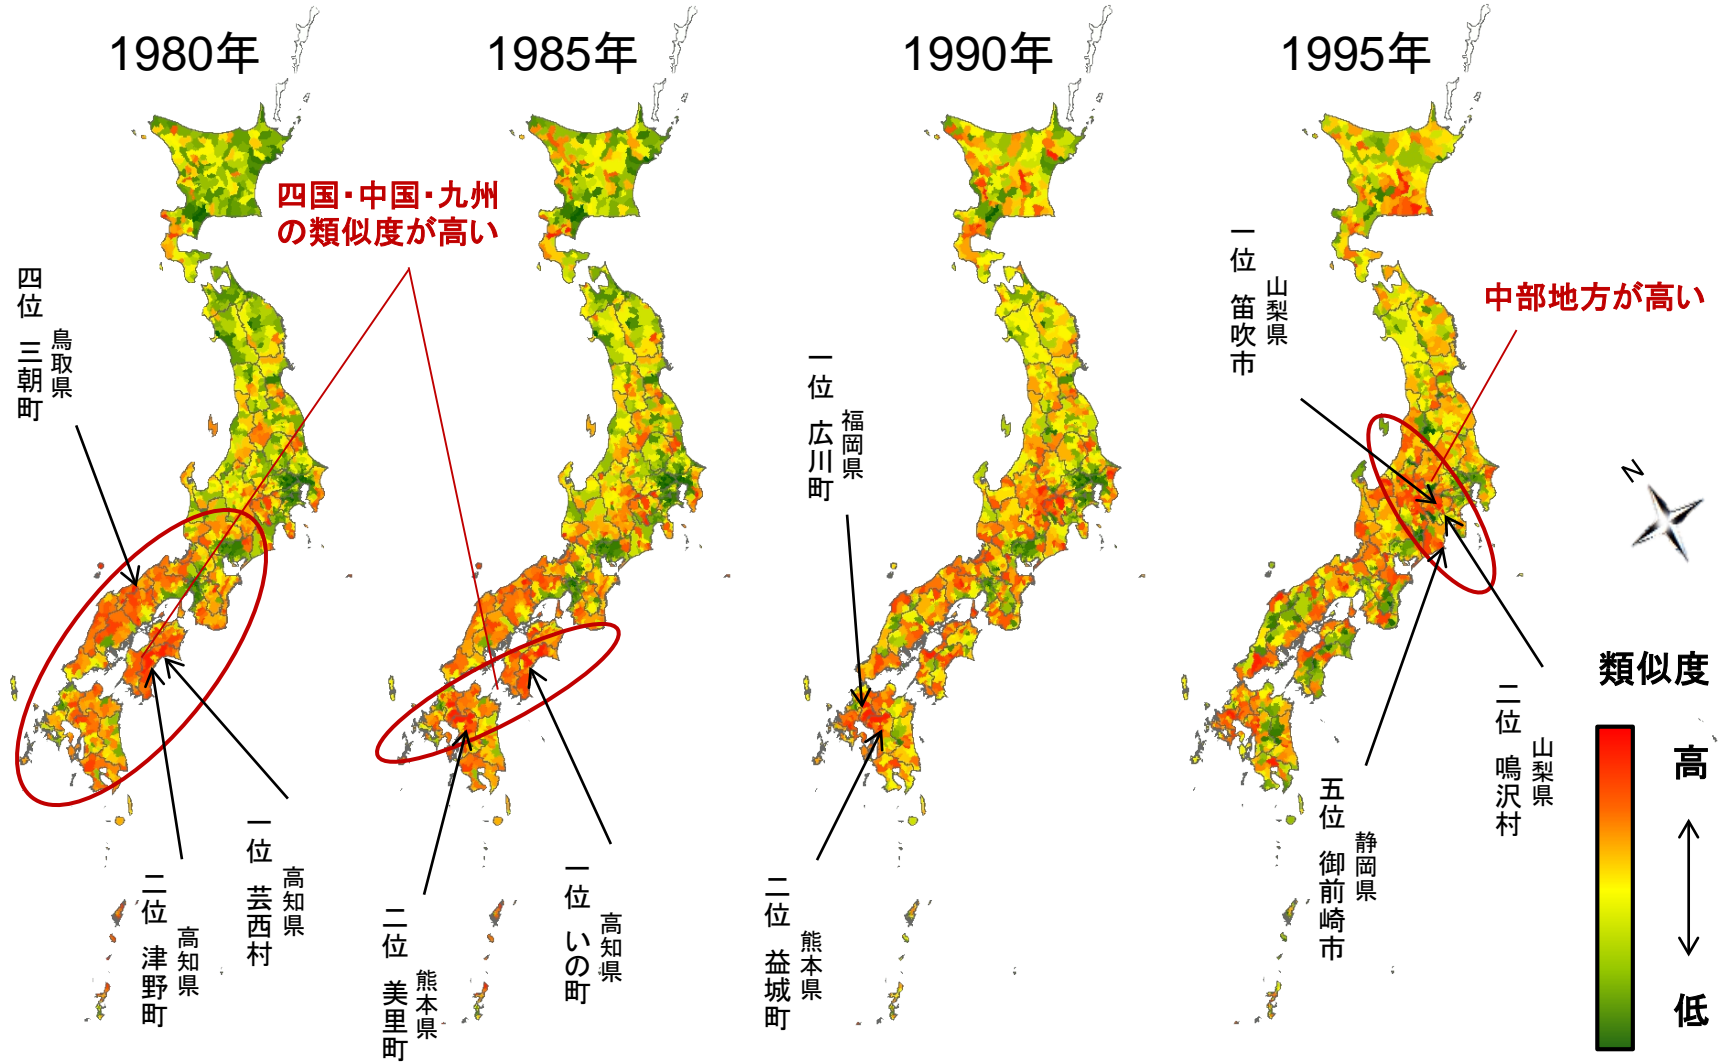 1980年
1985年
1990年
1995年
四国・中国・九州
の類似度が高い
中部地方が高い
鳥取県
四位 三朝町
高知県
一位 芸西村
高知県
二位 津野町
高知県
一位 いの町
熊本県
二位 美里町
福岡県
一位 広川町
熊本県
二位 益城町
山梨県
一位 笛吹市
山梨県
二位 鳴沢村
静岡県
五位 御前崎市
N
類似度
高
低